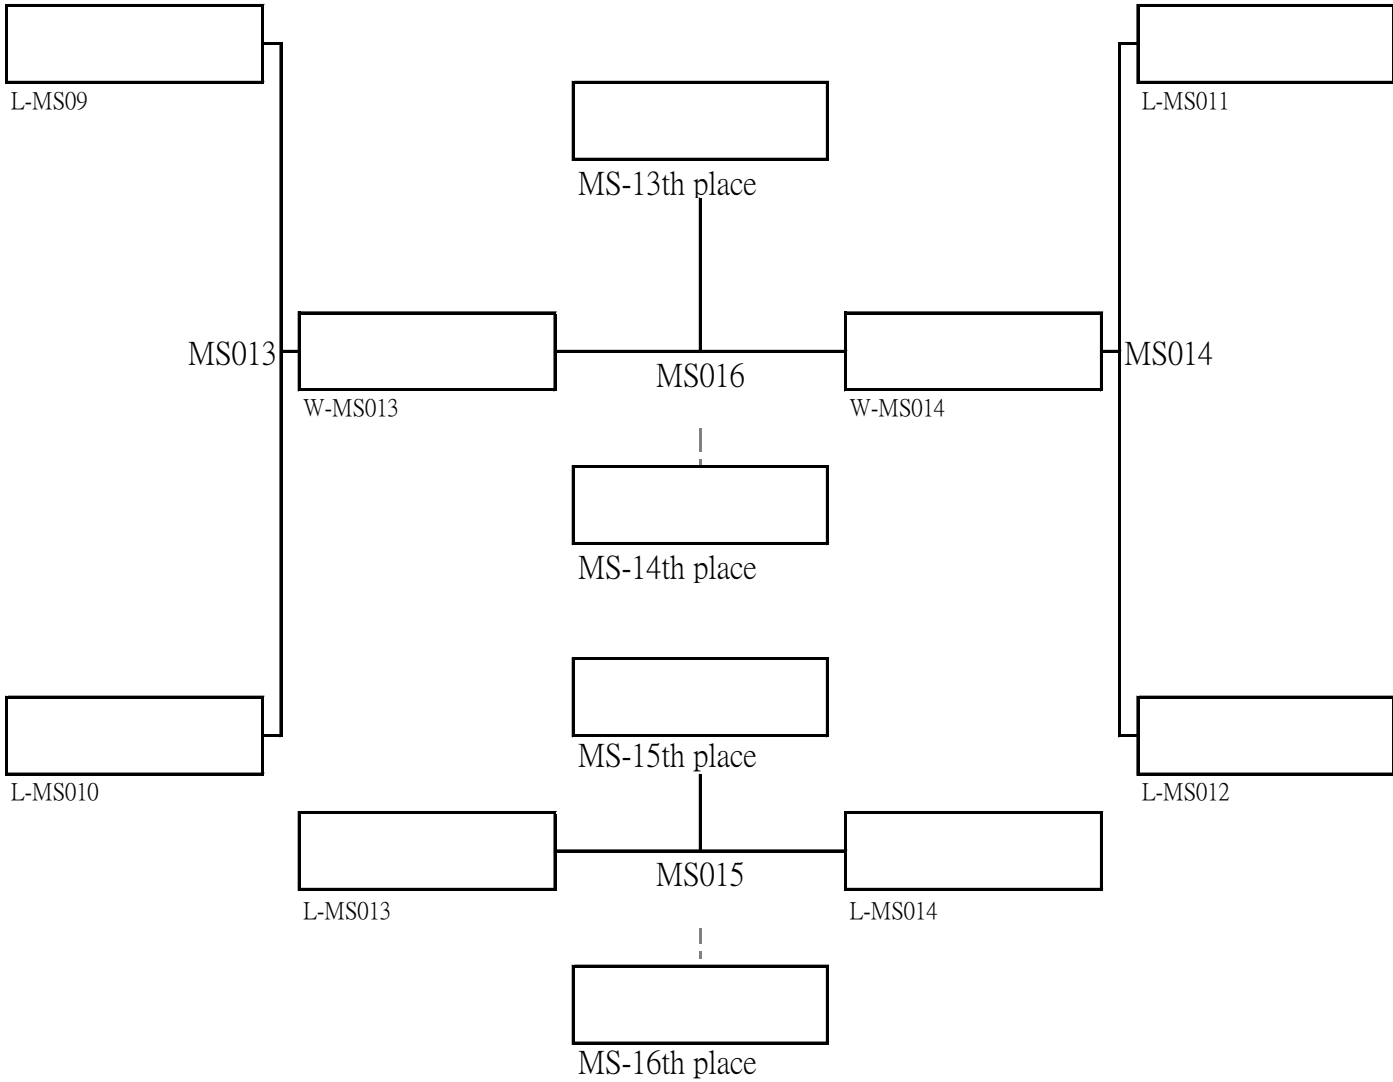 L-MS09
L-MS011
MS-13th place
MS013
MS014
MS016
W-MS013
W-MS014
MS-14th place
MS-15th place
L-MS010
L-MS012
MS015
L-MS013
L-MS014
MS-16th place